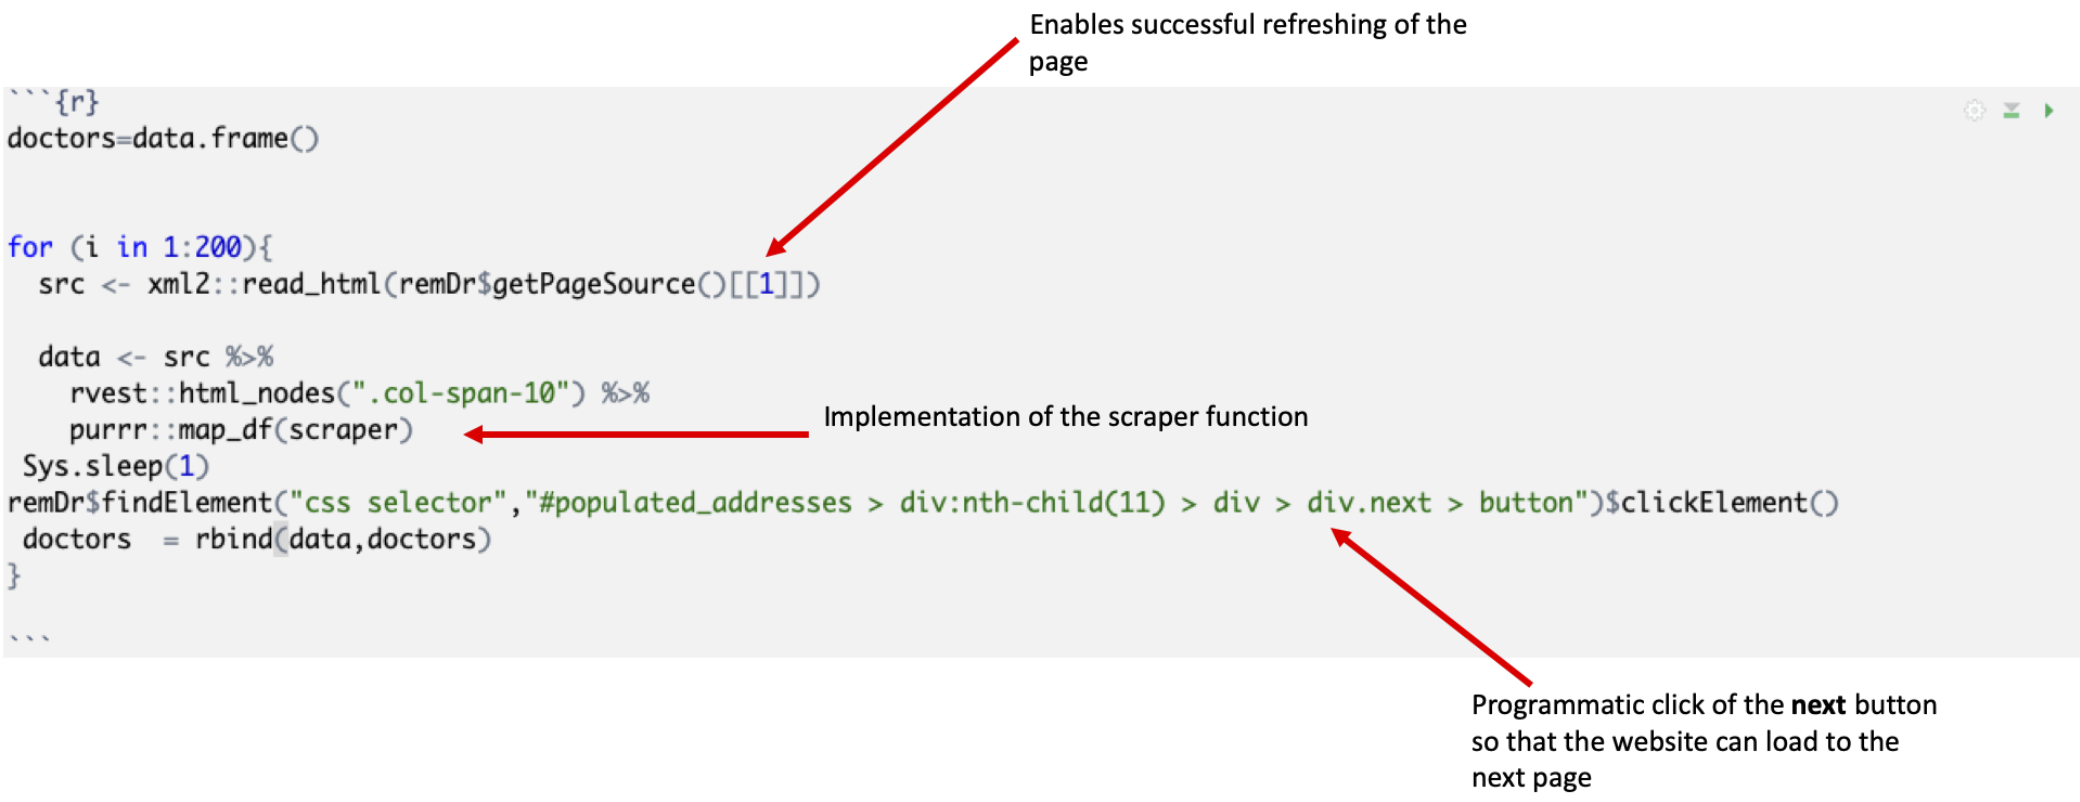 Enables successful refreshing of the
page
```{r}
doctors=data.frame()
for (i in 1:200){
  src <- xml2::read_html(remDr$getPageSource()[[1]])
  data <- src %>%
    rvest::html_nodes(".col-span-10") %>%
    purrr::map_df(scraper)
Implementation of the scraper function
 Sys.sleep(1)
remDr$findElement("css selector","#populated_addresses > div:nth-child(11) > div > div.next > button")$clickElement()
 doctors  = rbind(data,doctors)
}
```
Programmatic click of the next button
so that the website can load to the
next page